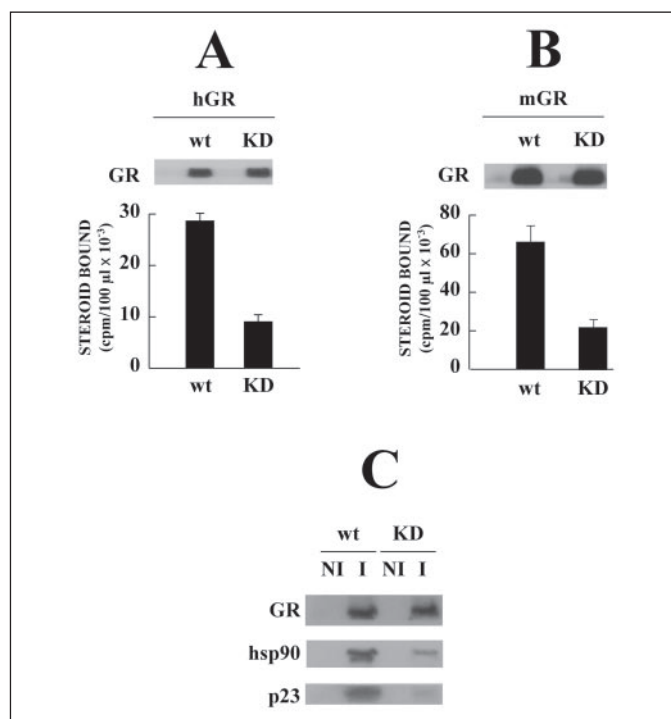 A
hGR
wt KD
GR
STEROID BOUND
(cpm/100 µl x 10-3)
30
20
10
0
wt KD
B
mGR
wt KD
GR
STEROID BOUND
(cpm/100 µl x 10-3)
80
60
40
20
0
wt KD
C
wt KD
NI I NI I
GR
hsp90
p23